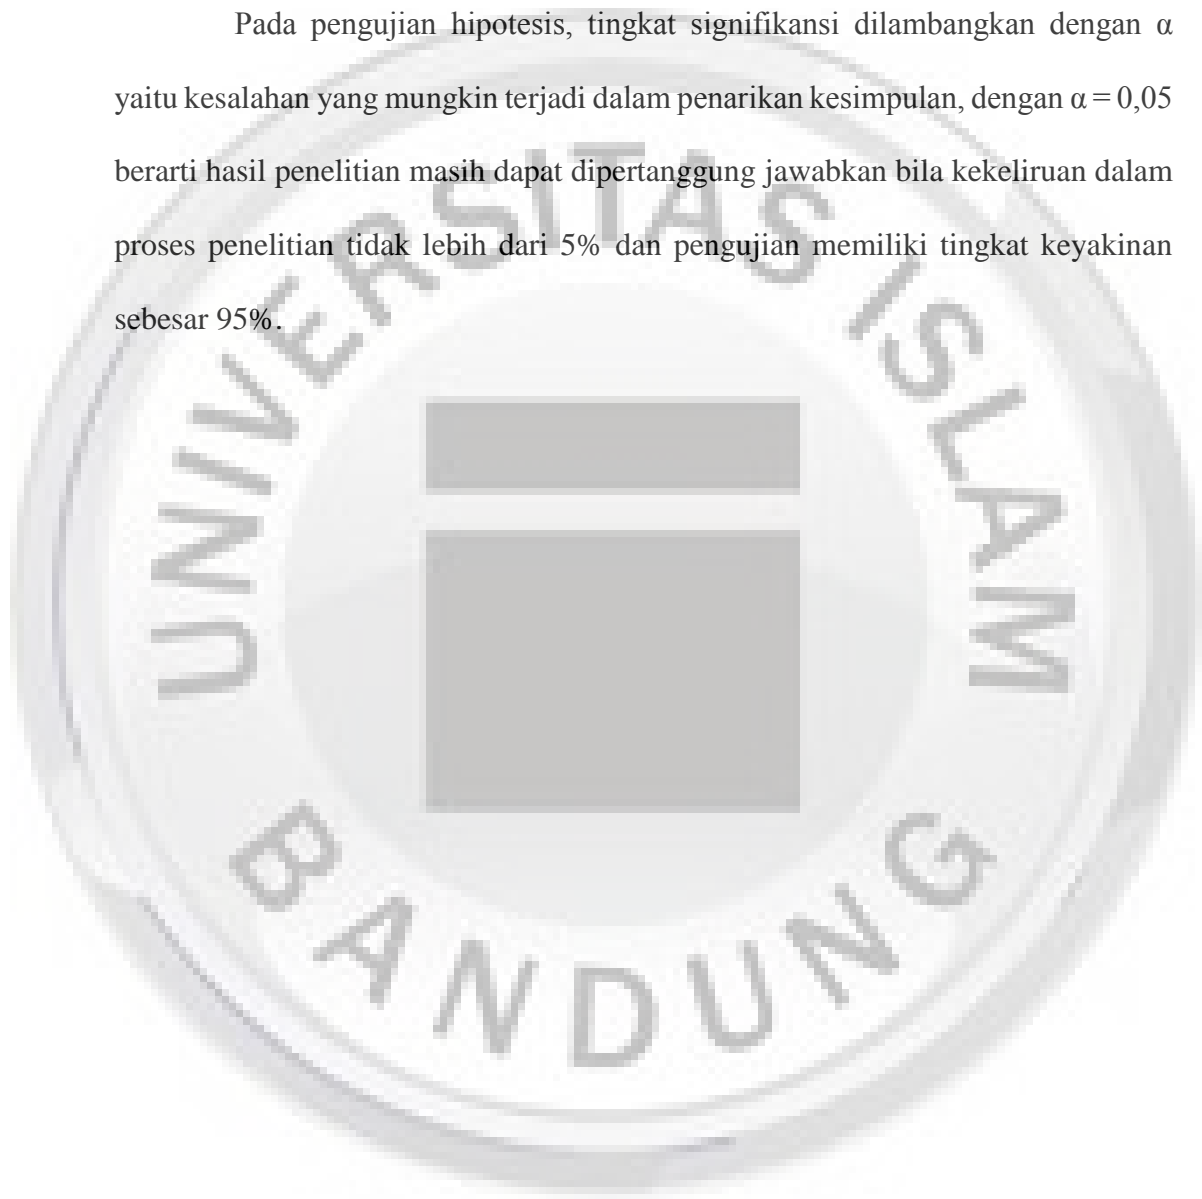 Pada pengujian hipotesis, tingkat signifikansi dilambangkan dengan α
yaitu kesalahan yang mungkin terjadi dalam penarikan kesimpulan, dengan α = 0,05
berarti hasil penelitian masih dapat dipertanggung jawabkan bila kekeliruan dalam
proses penelitian tidak lebih dari 5% dan pengujian memiliki tingkat keyakinan
sebesar 95%.
UNIVERSITAS ISLAM
BANDUNG